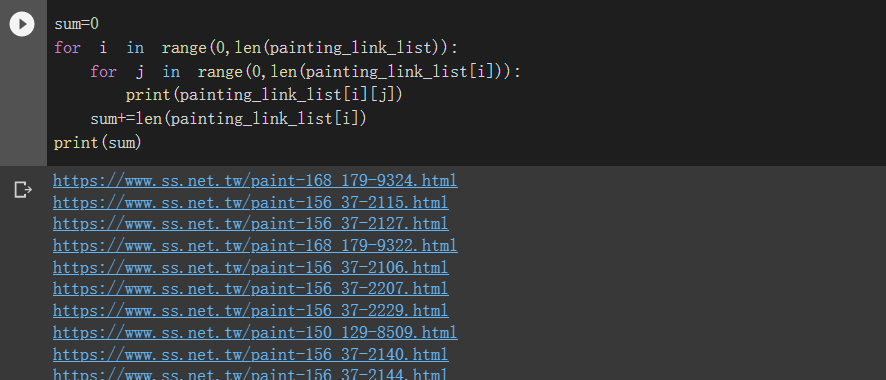 sum=0
for i in range(0,len(painting_link_list)):
    for j in range(0,len(painting_link_list[i])):
        print(painting_link_list[i][j])
    sum+=len(painting_link_list[i])
print(sum)
https://www.ss.net.tw/paint-168_179-9324.html
https://www.ss.net.tw/paint-156_37-2115.html
https://www.ss.net.tw/paint-156_37-2127.html
https://www.ss.net.tw/paint-168_179-9322.html
https://www.ss.net.tw/paint-156_37-2106.html
https://www.ss.net.tw/paint-156_37-2207.html
https://www.ss.net.tw/paint-156_37-2229.html
https://www.ss.net.tw/paint-150_129-8509.html
https://www.ss.net.tw/paint-156_37-2140.html
https://www.ss.net.tw/paint-156_37-2144.html